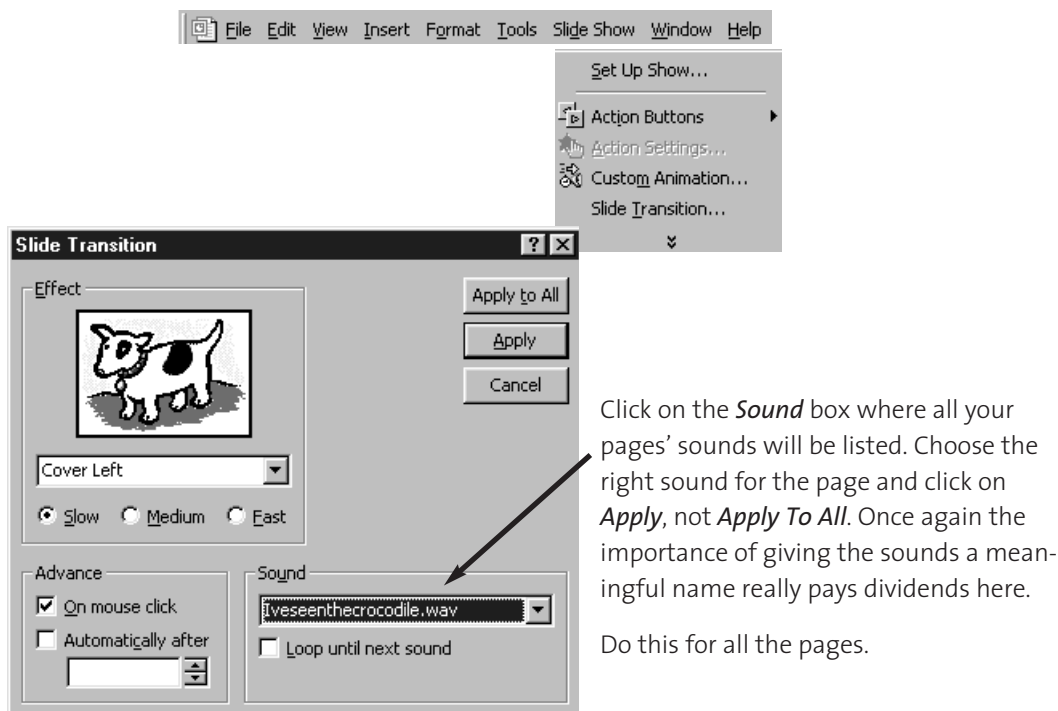 File Edit View Insert Format Tools Slide Show Window Help
Set Up Show...
Action Buttons
Action Settings...
Custom Animation...
Slide Transition...
Slide Transition
Effect
Apply to All
Apply
Cancel
Cover Left
Slow Medium Fast
Advance
On mouse click
Automatically after
Sound
Iveseenthecrocodile.wav
Loop until next sound
Click on the Sound box where all your
pages’ sounds will be listed. Choose the
right sound for the page and click on
Apply, not Apply To All. Once again the
importance of giving the sounds a mean-
ingful name really pays dividends here.
Do this for all the pages.